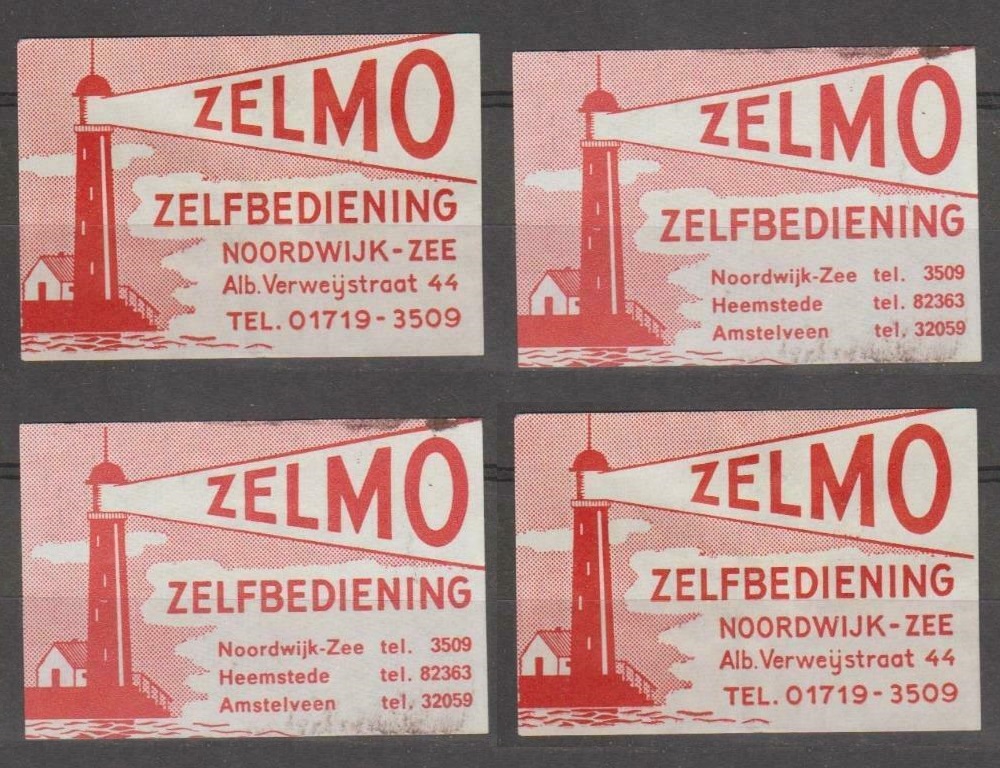 ZELMO
ZELFBEDIENING
NOORDWIJK-ZEE
Alb. Verweijstraat 44
TEL. 01719-3509
ZELMO
ZELFBEDIENING
Noordwijk-Zee tel. 3509
Heemstede tel. 82363
Amstelveen tel. 32059
ZELMO
ZELFBEDIENING
Noordwijk-Zee tel. 3509
Heemstede tel. 82363
Amstelveen tel. 32059
ZELMO
ZELFBEDIENING
NOORDWIJK-ZEE
Alb. Verweijstraat 44
TEL. 01719-3509